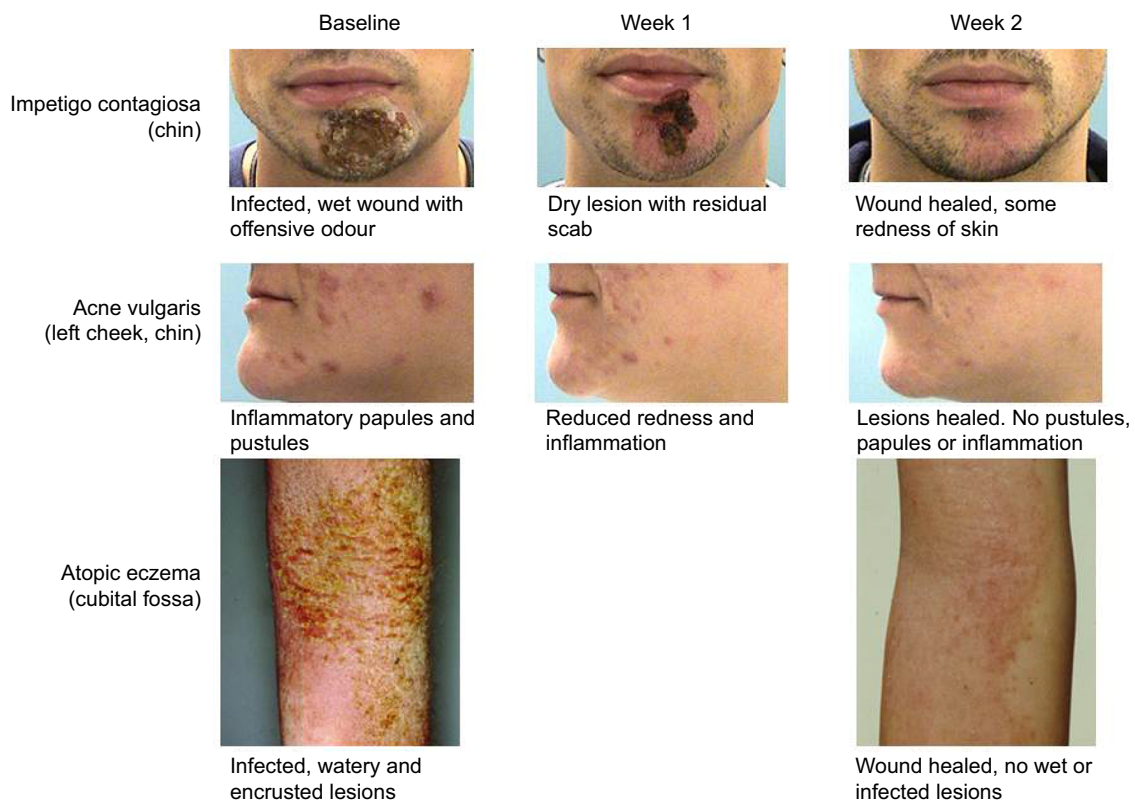 Baseline
Week 1
Week 2
Impetigo contagiosa
(chin)
Infected, wet wound with
offensive odour
Dry lesion with residual
scab
Wound healed, some
redness of skin
Acne vulgaris
(left cheek, chin)
Inflammatory papules and
pustules
Reduced redness and
inflammation
Lesions healed. No pustules,
papules or inflammation
Atopic eczema
(cubital fossa)
Infected, watery and
encrusted lesions
Wound healed, no wet or
infected lesions